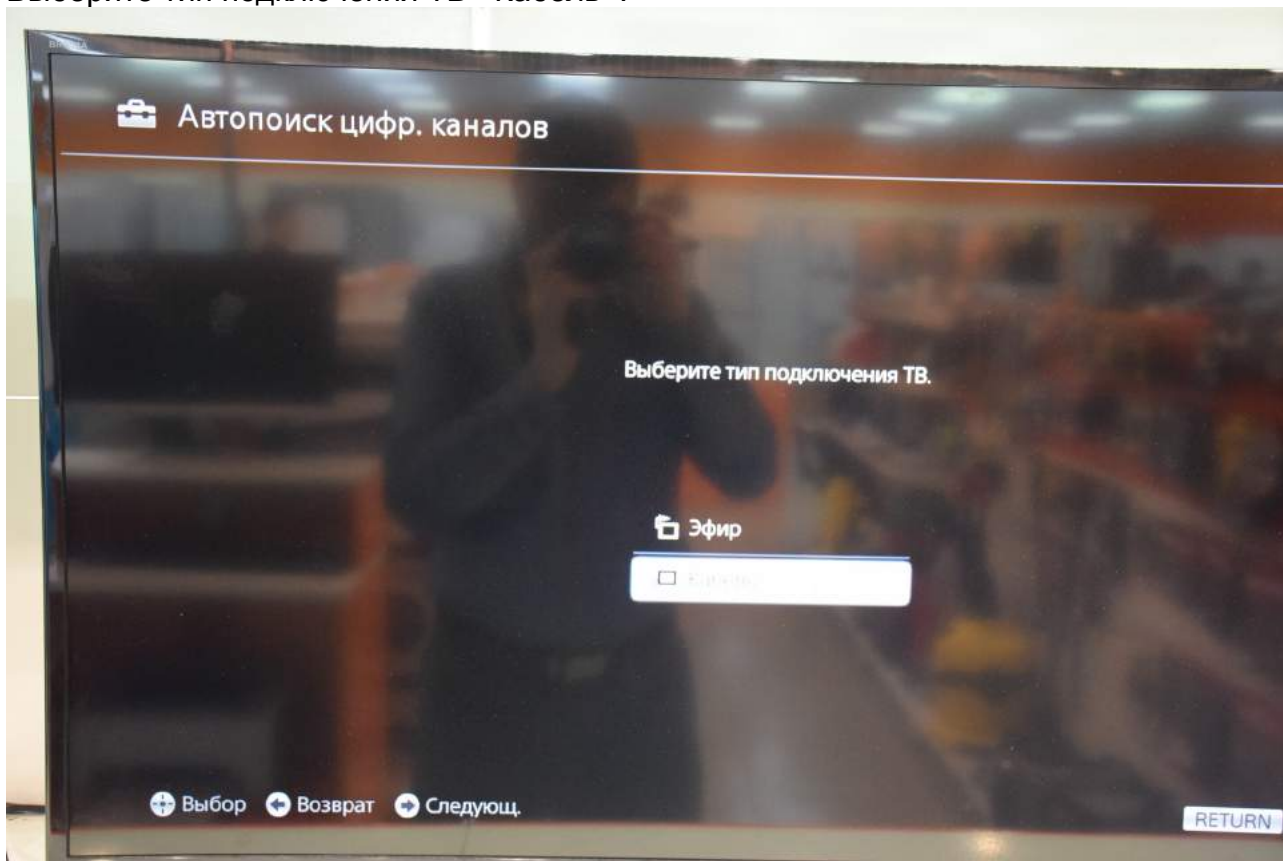 Автопоиск цифр. каналов
Выберите тип подключения ТВ.
Эфир
Выбор Возврат Следующ.
RETURN